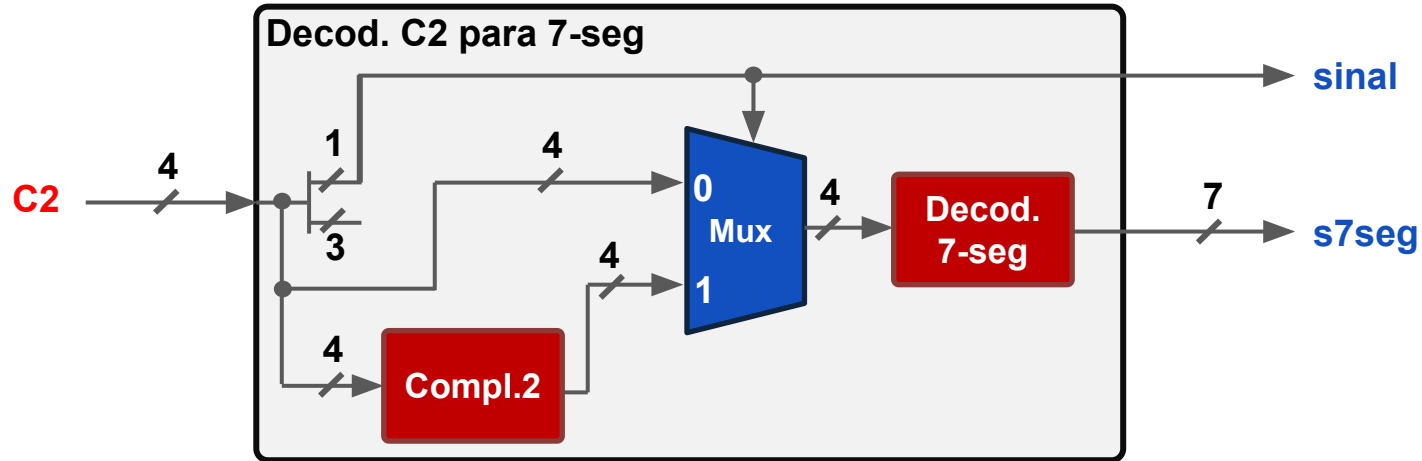 Decod. C2 para 7-seg
sinal
1
4
4
C2
0
4
Decod.
7-seg
7
s7seg
3
Mux
4
1
4
Compl.2